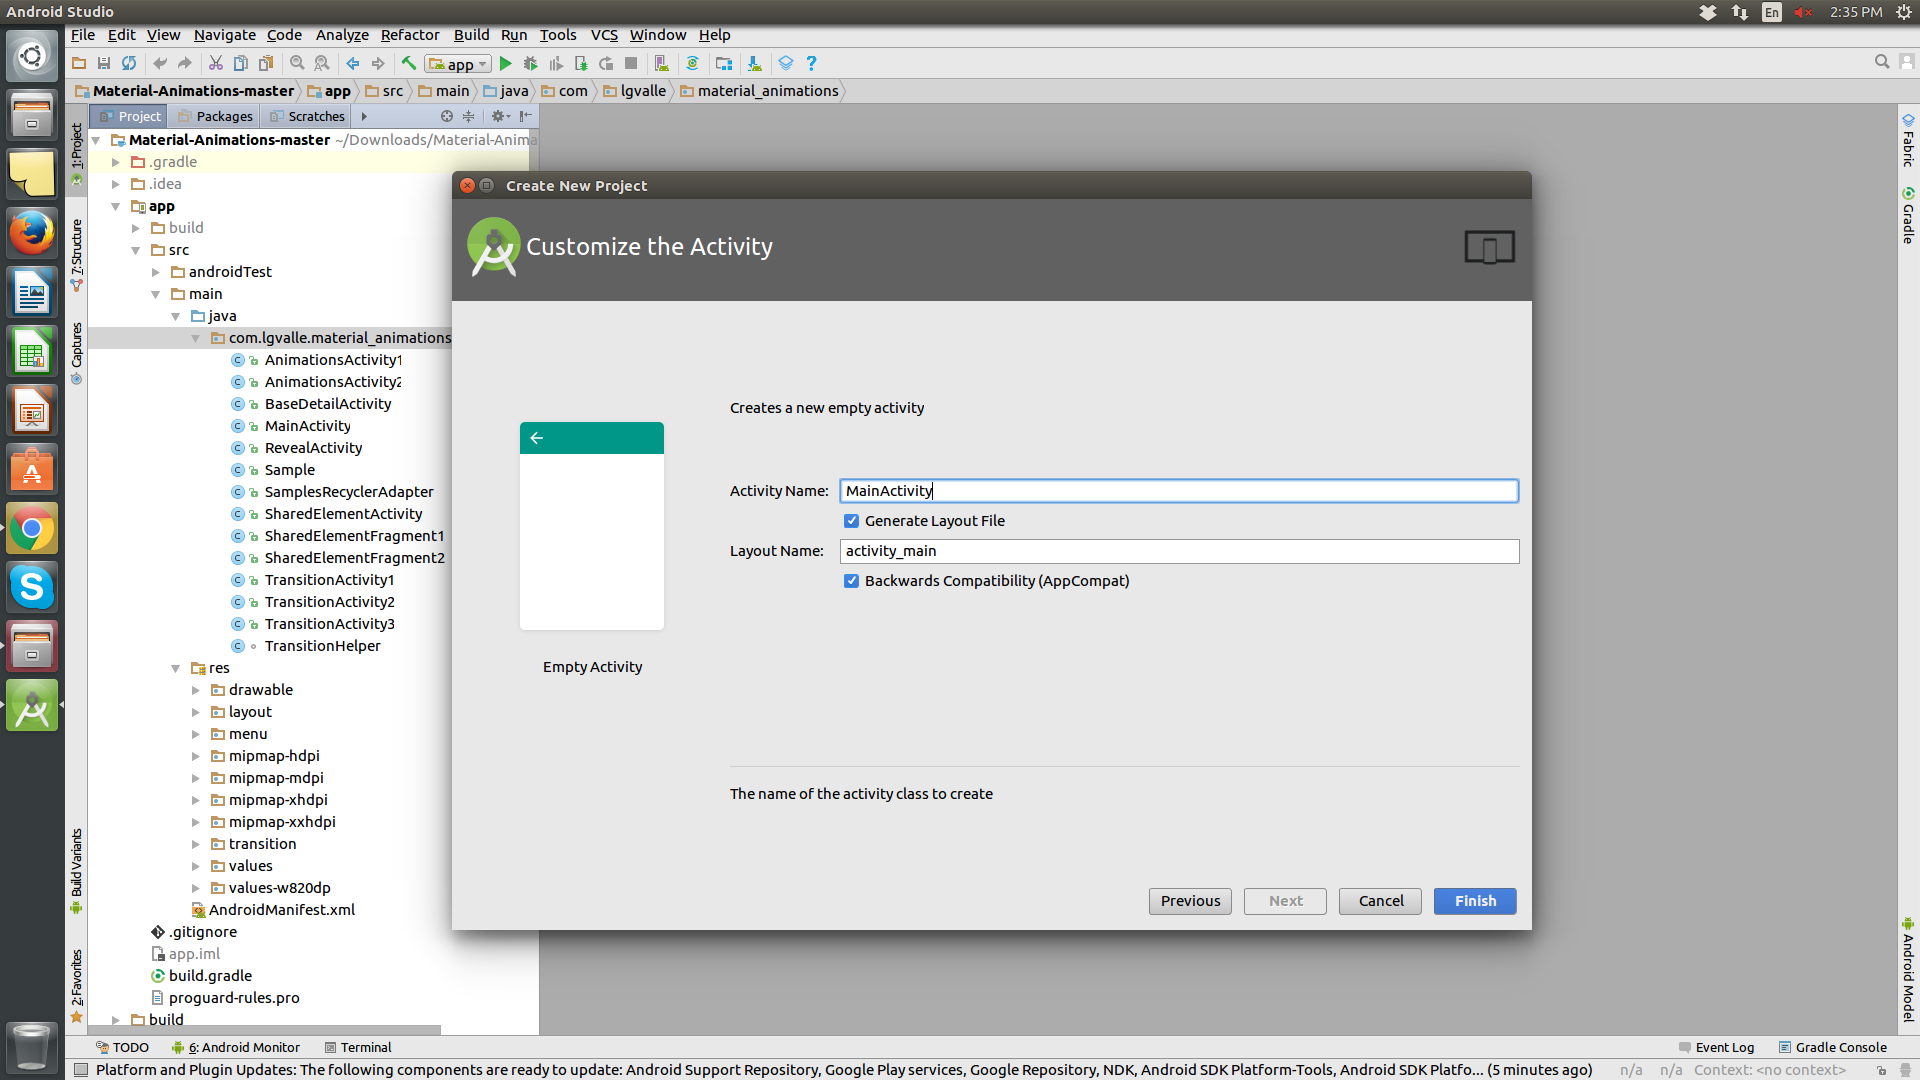 Android Studio
En
2:35 PM
File Edit View Navigate Code Analyze Refactor Build Run Tools VCS Window Help
app
Material-Animations-master app src main java com lgvalle material_animations
Project Packages Scratches
1: Project
7: Structure
Captures
Build Variants
2: Favorites
Material-Animations-master ~/Downloads/Material-Anima
.gradle
.idea
app
build
src
androidTest
main
java
com.lgvalle.material_animations
AnimationsActivity1
AnimationsActivity2
BaseDetailActivity
MainActivity
RevealActivity
Sample
SamplesRecyclerAdapter
SharedElementActivity
SharedElementFragment1
SharedElementFragment2
TransitionActivity1
TransitionActivity2
TransitionActivity3
TransitionHelper
res
drawable
layout
menu
mipmap-hdpi
mipmap-mdpi
mipmap-xhdpi
mipmap-xxhdpi
transition
values
values-w820dp
AndroidManifest.xml
.gitignore
app.iml
build.gradle
proguard-rules.pro
build
Create New Project
Customize the Activity
Creates a new empty activity
Activity Name: MainActivity
Generate Layout File
Layout Name: activity_main
Backwards Compatibility (AppCompat)
Empty Activity
The name of the activity class to create
Previous Next Cancel Finish
Fabric
Gradle
Android Model
TODO 6: Android Monitor Terminal Event Log Gradle Console
Platform and Plugin Updates: The following components are ready to update: Android Support Repository, Google Play services, Google Repository, NDK, Android SDK Platform-Tools, Android SDK Platfo... (5 minutes ago) n/a n/a Context: <no context>